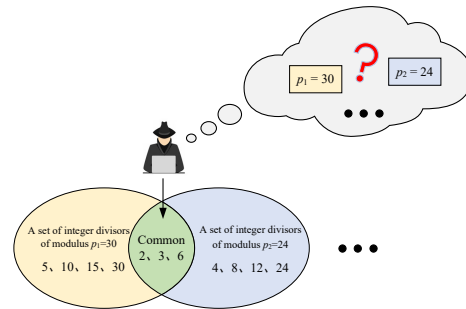 ?
p₁ = 30
p₂ = 24
A set of integer divisors
of modulus p₁=30
5、10、15、30
Common
2、3、6
A set of integer divisors
of modulus p₂=24
4、8、12、24